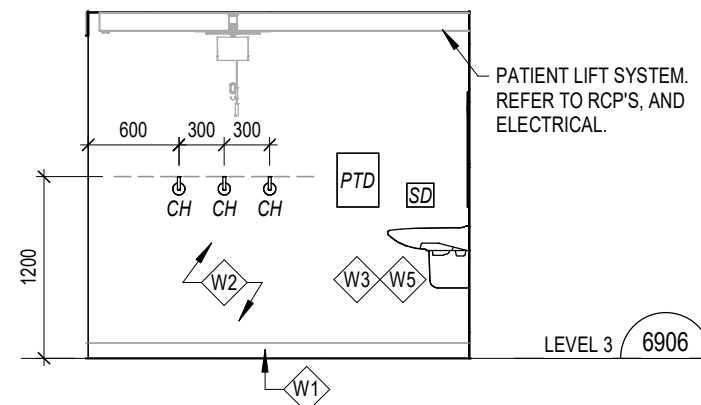 PATIENT LIFT SYSTEM.
REFER TO RCP'S, AND
ELECTRICAL.
600 300 300
PTD
SD
CH CH CH
1200
W2
W3 W5
LEVEL 3 6906
W1